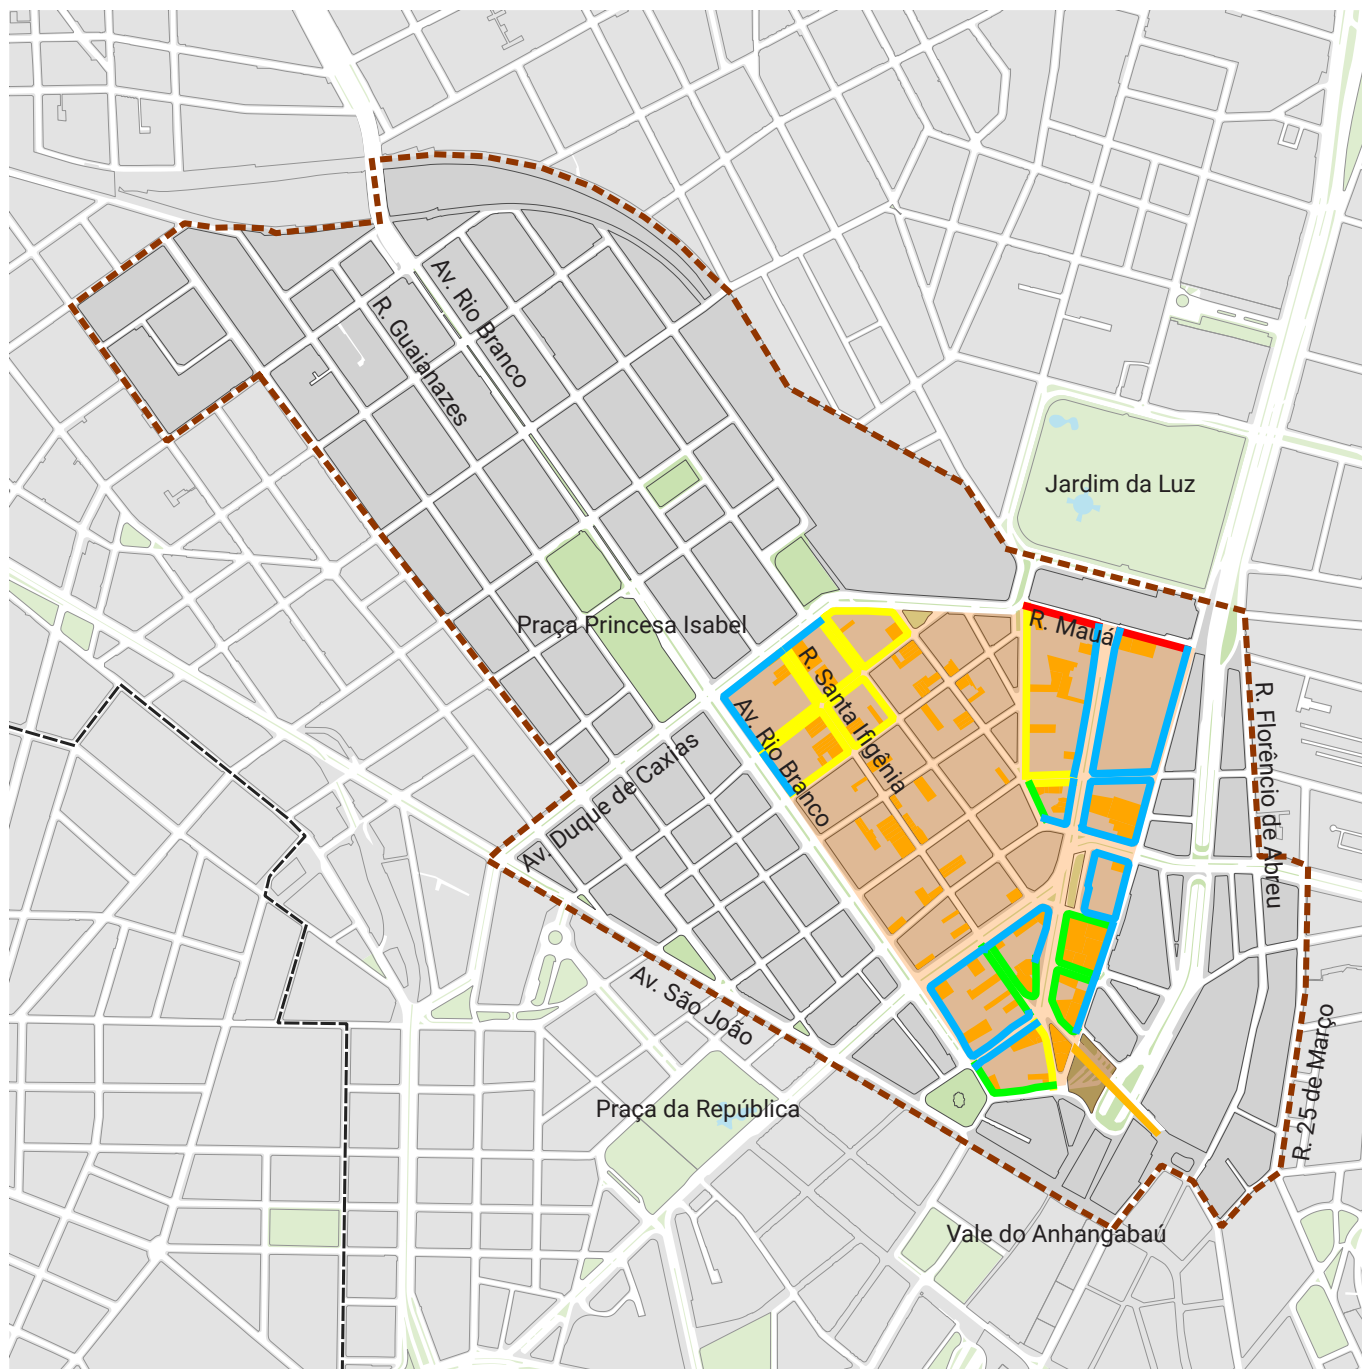 Av. Rio Branco
R. Guaianazes
Jardim da Luz
Praça Princesa Isabel
R. Mauá
R. Santa Ifigênia
Av. Rio Branco
R. Florêncio de Abreu
Av. Duque de Caxias
Av. São João
R. 25 de Março
Praça da República
Vale do Anhangabaú